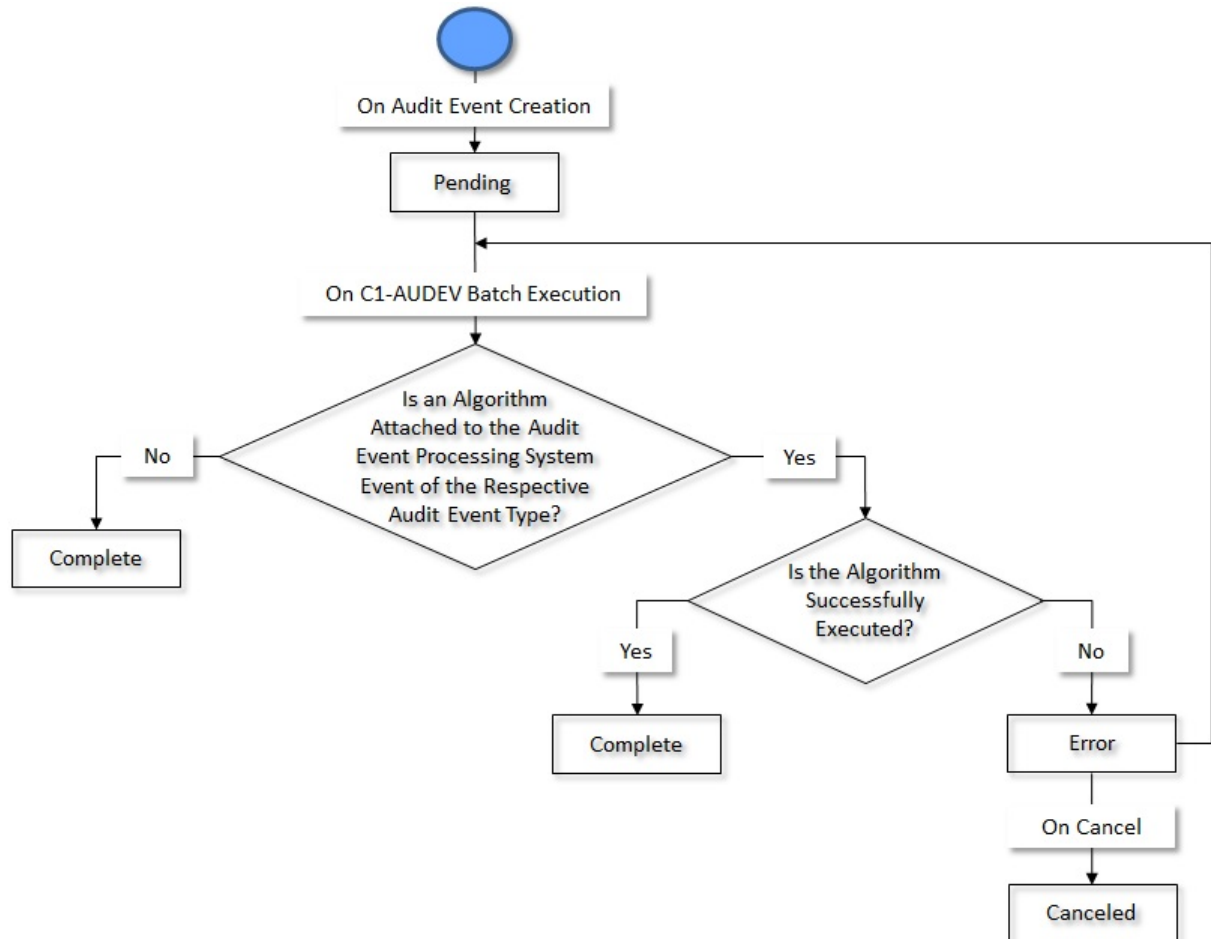 On Audit Event Creation
Pending
On C1-AUDEV Batch Execution
Is an Algorithm
Attached to the Audit
Event Processing System
Event of the Respective
Audit Event Type?
No
Yes
Complete
Is the Algorithm
Successfully
Executed?
Yes
No
Complete
Error
On Cancel
Canceled